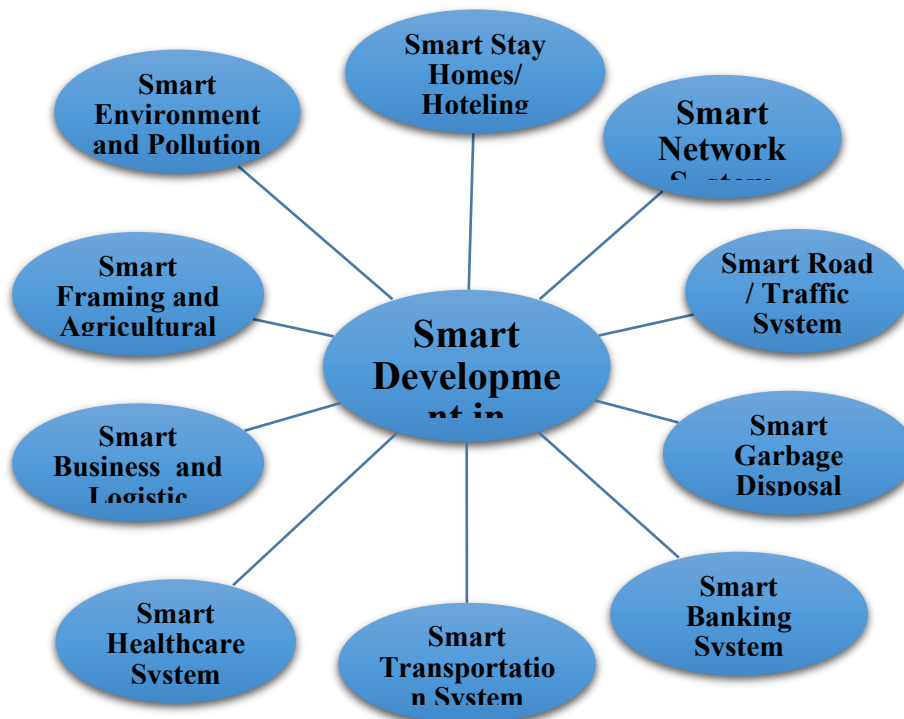 Smart Stay
Homes/
Hoteling
Smart
Environment
and Pollution
Smart
Network
System
Smart
Framing and
Agricultural
Smart Road
/ Traffic
System
Smart
Developme
nt in
Smart
Business and
Logistic
Smart
Garbage
Disposal
Smart
Healthcare
System
Smart
Transportatio
n System
Smart
Banking
System